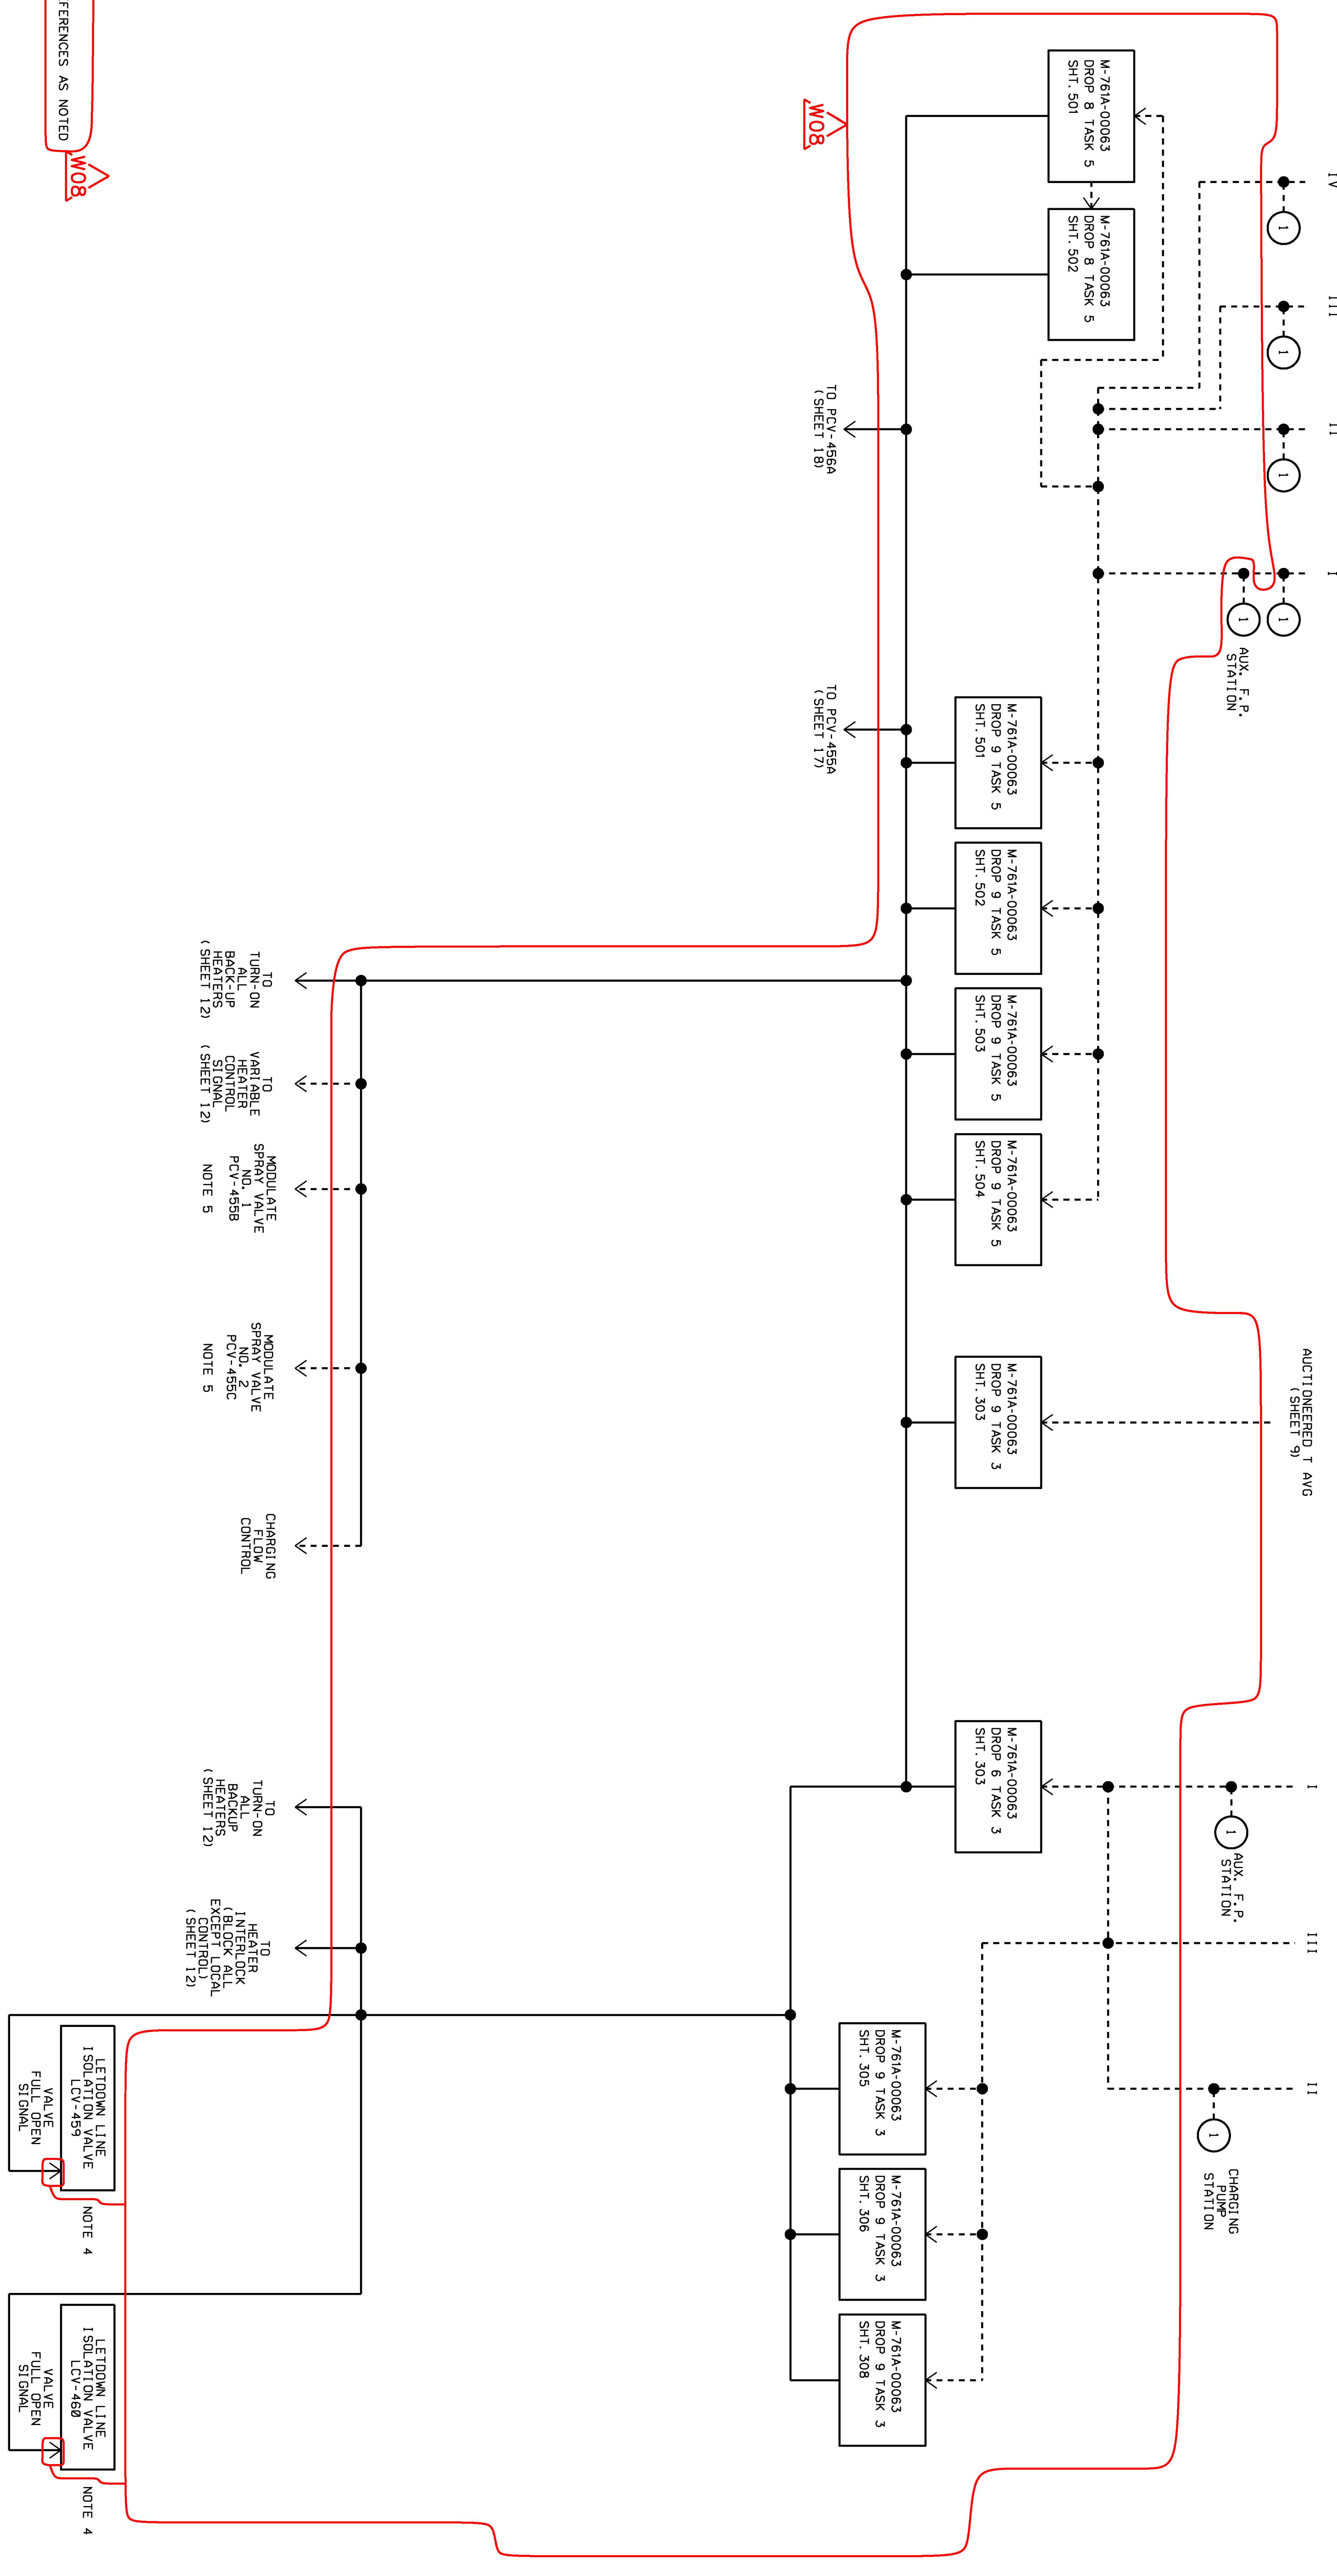 IV
III
II
I
1
1
1
1
1
AUX. F.P.
STATION
AUCTIONEERED T AVG
(SHEET 9)
I
III
II
1
AUX. F.P.
STATION
1
CHARGING
PUMP
STATION
M-761A-00063
DROP 8 TASK 5
SHT. 501
M-761A-00063
DROP 8 TASK 5
SHT. 502
M-761A-00063
DROP 9 TASK 5
SHT. 501
M-761A-00063
DROP 9 TASK 5
SHT. 502
M-761A-00063
DROP 9 TASK 5
SHT. 503
M-761A-00063
DROP 9 TASK 5
SHT. 504
M-761A-00063
DROP 9 TASK 3
SHT. 303
M-761A-00063
DROP 6 TASK 3
SHT. 303
M-761A-00063
DROP 9 TASK 3
SHT. 305
M-761A-00063
DROP 9 TASK 3
SHT. 306
M-761A-00063
DROP 9 TASK 3
SHT. 308
W08
TO PCV-456A
(SHEET 18)
TO PCV-455A
(SHEET 17)
TO
TURN-ON
ALL
BACK-UP
HEATERS
(SHEET 12)
TO
VARIABLE
HEATER
CONTROL
SIGNAL
(SHEET 12)
MODULATE
SPRAY VALVE
NO. 1
PCV-455B
NOTE 5
MODULATE
SPRAY VALVE
NO. 2
PCV-455C
NOTE 5
CHARGING
FLOW
CONTROL
TO
TURN-ON
ALL
BACKUP
HEATERS
(SHEET 12)
TO
HEATER
INTERLOCK
(BLOCK ALL
EXCEPT LOCAL
CONTROL)
(SHEET 12)
LETDOWN LINE
ISOLATION VALVE
LCV-459
VALVE
FULL OPEN
SIGNAL
NOTE 4
LETDOWN LINE
ISOLATION VALVE
LCV-460
VALVE
FULL OPEN
SIGNAL
NOTE 4
FERENCES AS NOTED
W08